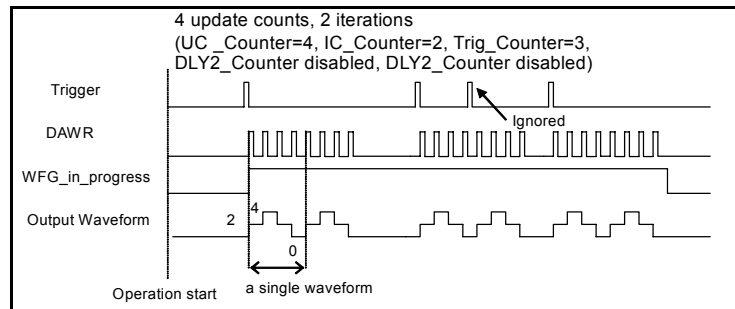 4 update counts, 2 iterations
(UC _Counter=4, IC_Counter=2, Trig_Counter=3,
DLY2_Counter disabled, DLY2_Counter disabled)
Trigger
Ignored
DAWR
WFG_in_progress
4
Output Waveform
2
0
Operation start
a single waveform